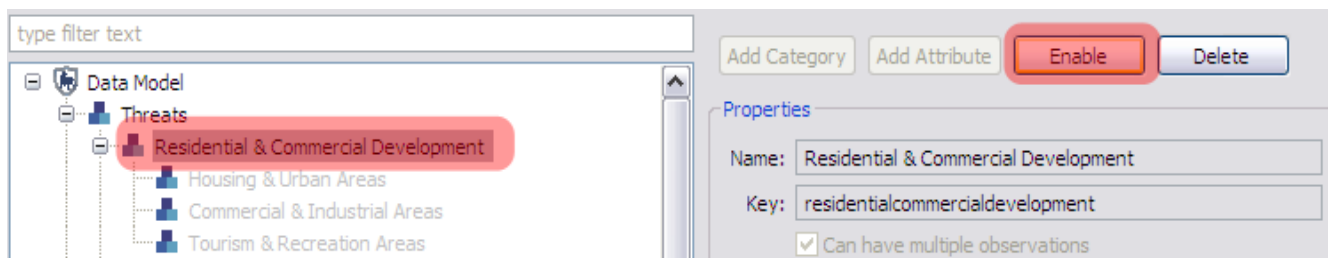 type filter text
Data Model
Threats
Residential & Commercial Development
Housing & Urban Areas
Commercial & Industrial Areas
Tourism & Recreation Areas
Add Category Add Attribute Enable Delete
Properties
Name: Residential & Commercial Development
Key: residentialcommercialdevelopment
Can have multiple observations